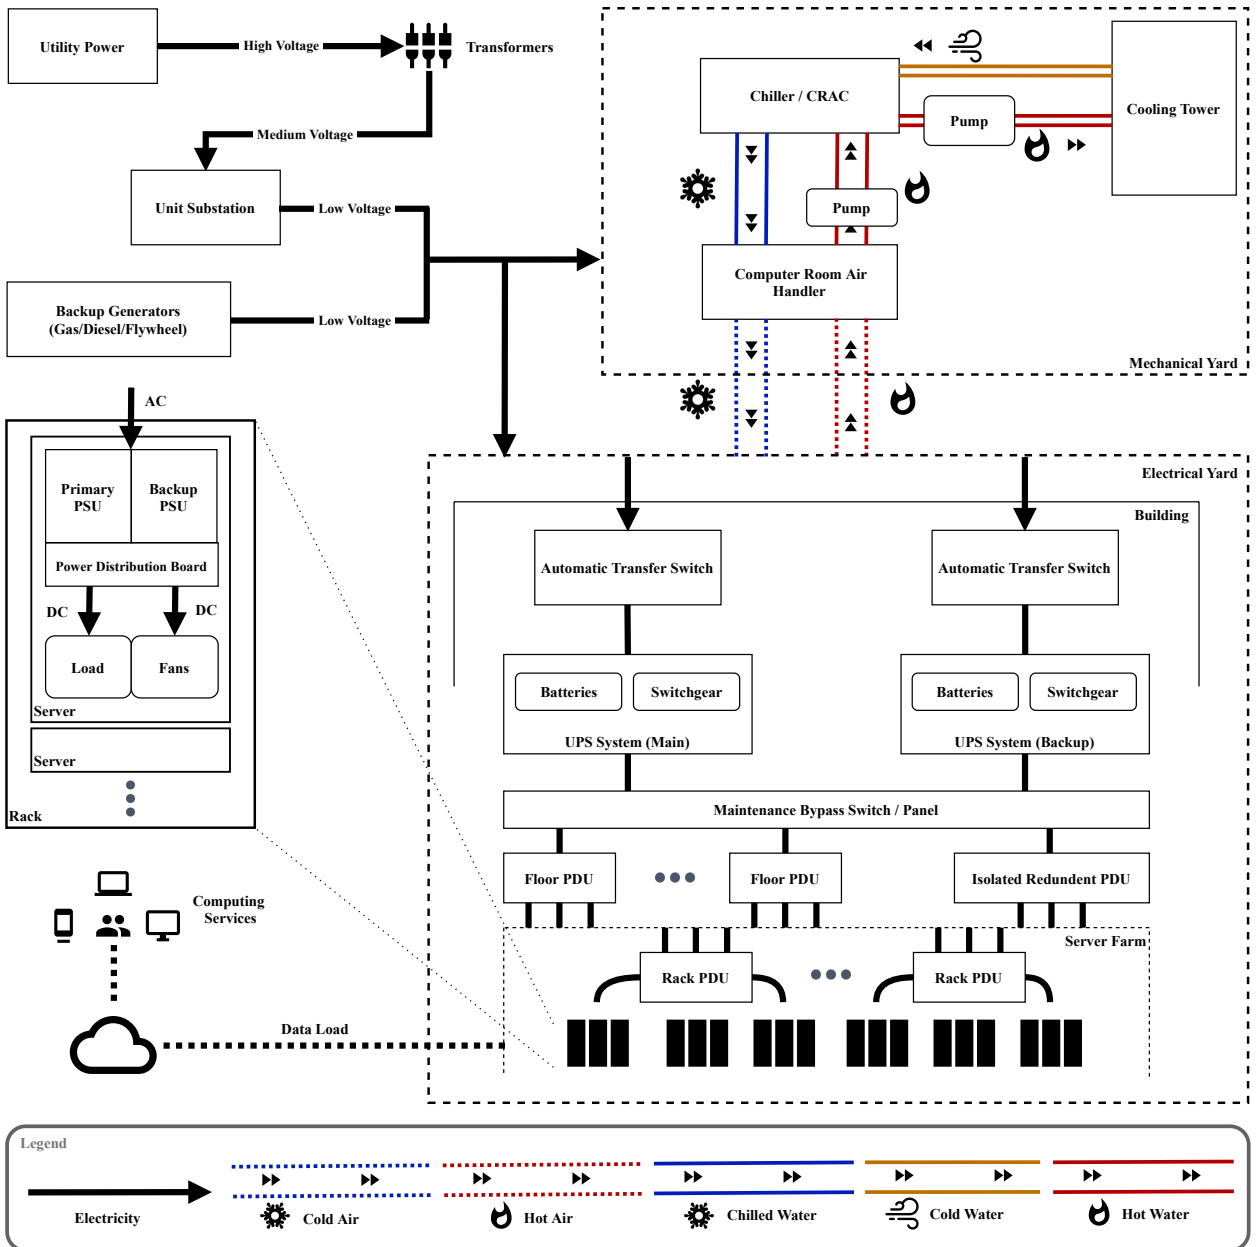 Utility Power
High Voltage
Transformers
Medium Voltage
Unit Substation
Low Voltage
Backup Generators
(Gas/Diesel/Flywheel)
Low Voltage
Chiller / CRAC
Pump
Cooling Tower
Pump
Computer Room Air
Handler
Mechanical Yard
AC
Primary
PSU
Backup
PSU
Power Distribution Board
DC
DC
Load
Fans
Server
Server
Rack
Electrical Yard
Building
Automatic Transfer Switch
Automatic Transfer Switch
Batteries
Switchgear
UPS System (Main)
Batteries
Switchgear
UPS System (Backup)
Maintenance Bypass Switch / Panel
Floor PDU
Floor PDU
Isolated Redundent PDU
Server Farm
Rack PDU
Rack PDU
Computing
Services
Data Load
Legend
Electricity
Cold Air
Hot Air
Chilled Water
Cold Water
Hot Water